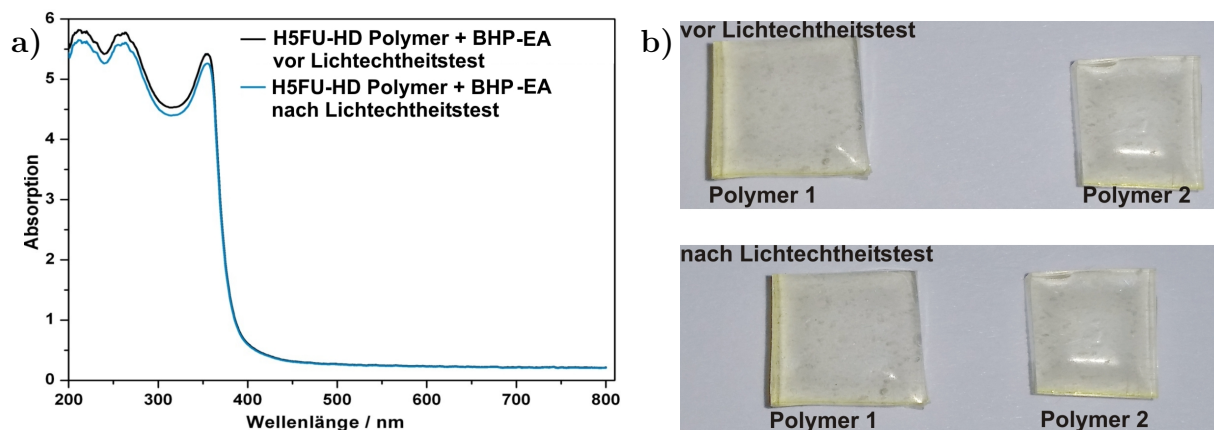 a)
6
5
4
3
2
1
0
Absorption
200 300 400 500 600 700 800
Wellenlänge / nm
H5FU-HD Polymer + BHP-EA
vor Lichtechtheitstest
H5FU-HD Polymer + BHP-EA
nach Lichtechtheitstest
b)
vor Lichtechtheitstest
Polymer 1
Polymer 2
nach Lichtechtheitstest
Polymer 1
Polymer 2